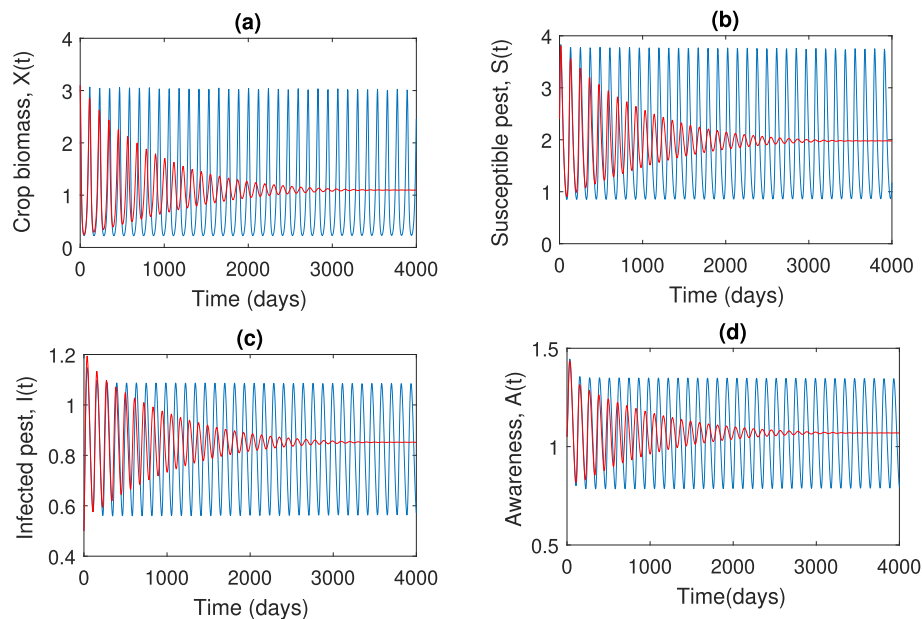 (a)
4
3
2
1
0
Crop biomass, X(t)
0 1000 2000 3000 4000
Time (days)
(b)
4
3
2
1
0
Susceptible pest, S(t)
0 1000 2000 3000 4000
Time (days)
(c)
1.2
1
0.8
0.6
0.4
Infected pest, I(t)
0 1000 2000 3000 4000
Time (days)
(d)
1.5
1
0.5
Awareness, A(t)
0 1000 2000 3000 4000
Time(days)